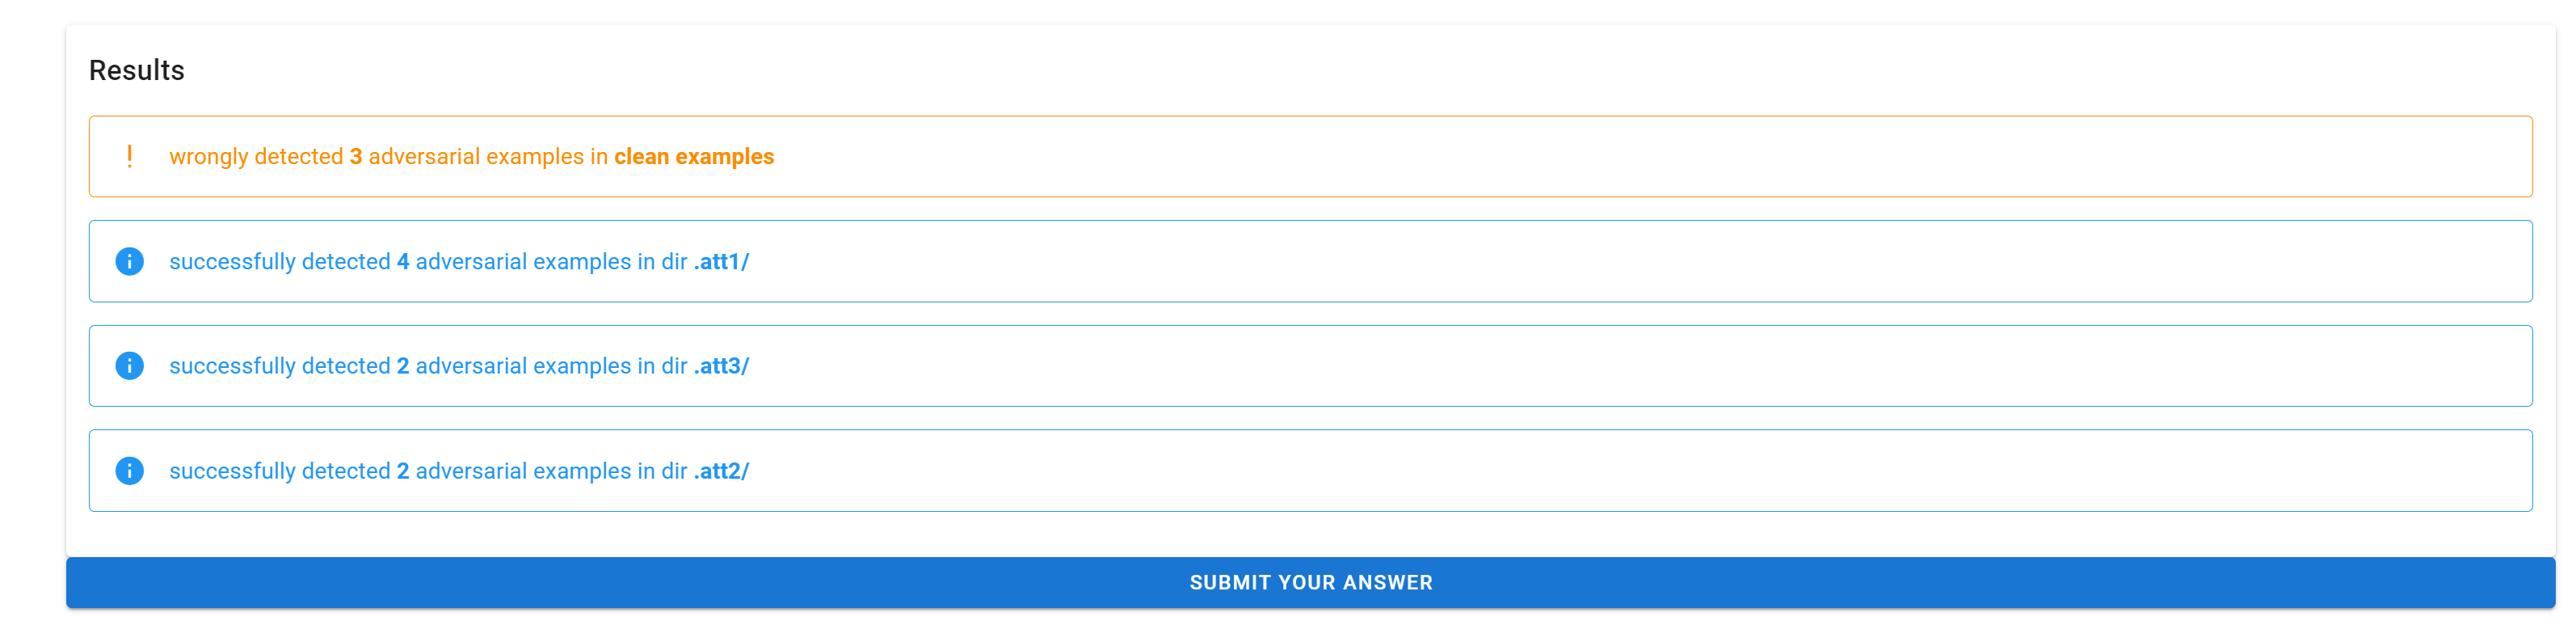 Results
! wrongly detected 3 adversarial examples in clean examples
successfully detected 4 adversarial examples in dir .att1/
successfully detected 2 adversarial examples in dir .att3/
successfully detected 2 adversarial examples in dir .att2/
SUBMIT YOUR ANSWER